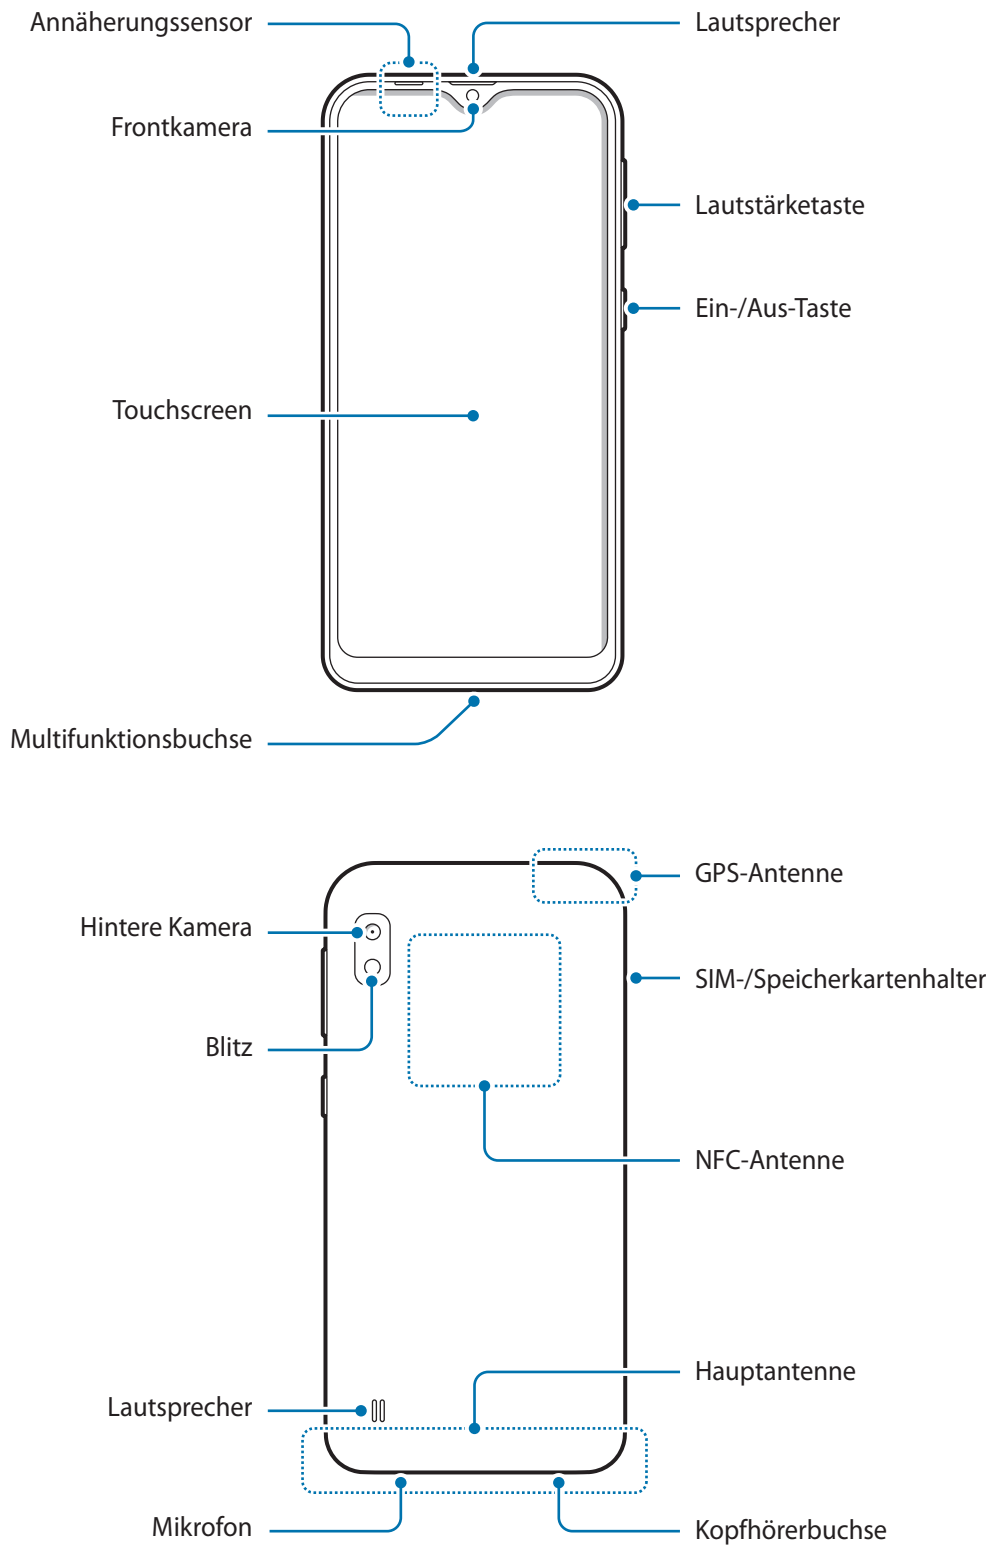 Annäherungssensor
Lautsprecher
Frontkamera
Lautstärketaste
Ein-/Aus-Taste
Touchscreen
Multifunktionsbuchse
GPS-Antenne
Hintere Kamera
SIM-/Speicherkartenhalter
Blitz
NFC-Antenne
Hauptantenne
Lautsprecher
Mikrofon
Kopfhörerbuchse